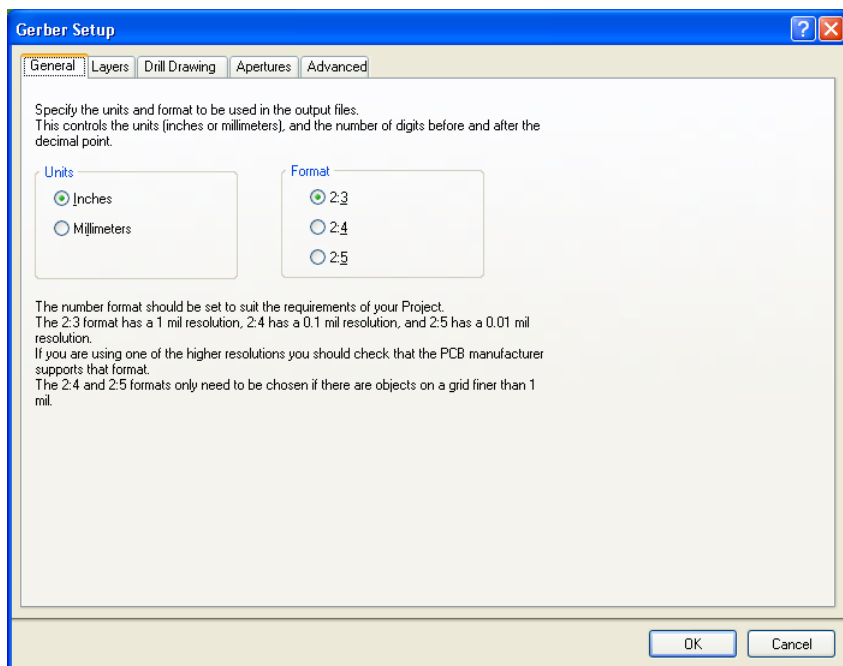 Gerber Setup
General Layers Drill Drawing Apertures Advanced
Specify the units and format to be used in the output files.
This controls the units (inches or millimeters), and the number of digits before and after the
decimal point.
Units
Inches
Millimeters
Format
2:3
2:4
2:5
The number format should be set to suit the requirements of your Project.
The 2:3 format has a 1 mil resolution, 2:4 has a 0.1 mil resolution, and 2:5 has a 0.01 mil
resolution.
If you are using one of the higher resolutions you should check that the PCB manufacturer
supports that format.
The 2:4 and 2:5 formats only need to be chosen if there are objects on a grid finer than 1
mil.
OK Cancel